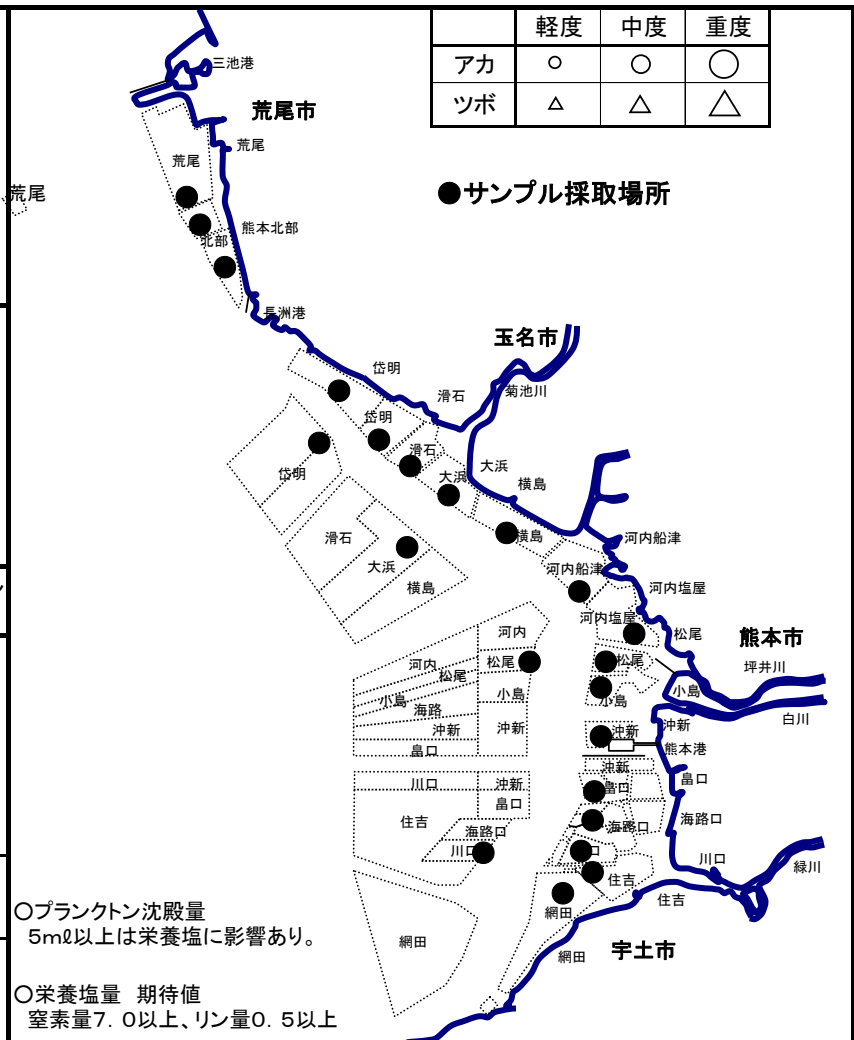 軽度 中度 重度
アカ ○ ○ ○
ツボ △ △ △
三池港
荒尾市
荒尾
荒尾
荒尾
●サンプル採取場所
北部
熊本北部
長洲港
玉名市
岱明
滑石
菊池川
岱明
滑石
大浜
大浜
横島
岱明
横島
滑石
大浜
横島
河内船津
河内船津
河内塩屋
河内塩屋
松尾
熊本市
河内
松尾
松尾
河内
松尾
坪井川
小島
小島
小島
小島
海路
白川
沖新
沖新
沖新
沖新
畠口
熊本港
沖新
川口
沖新
畠口
畠口
畠口
住吉
海路口
海路口
海路口
川口
口
川口
緑川
住吉
住吉
網田
網田
網田
宇土市
○プランクトン沈殿量
5mℓ以上は栄養塩に影響あり。
○栄養塩量 期待値
窒素量7.0以上、リン量0.5以上